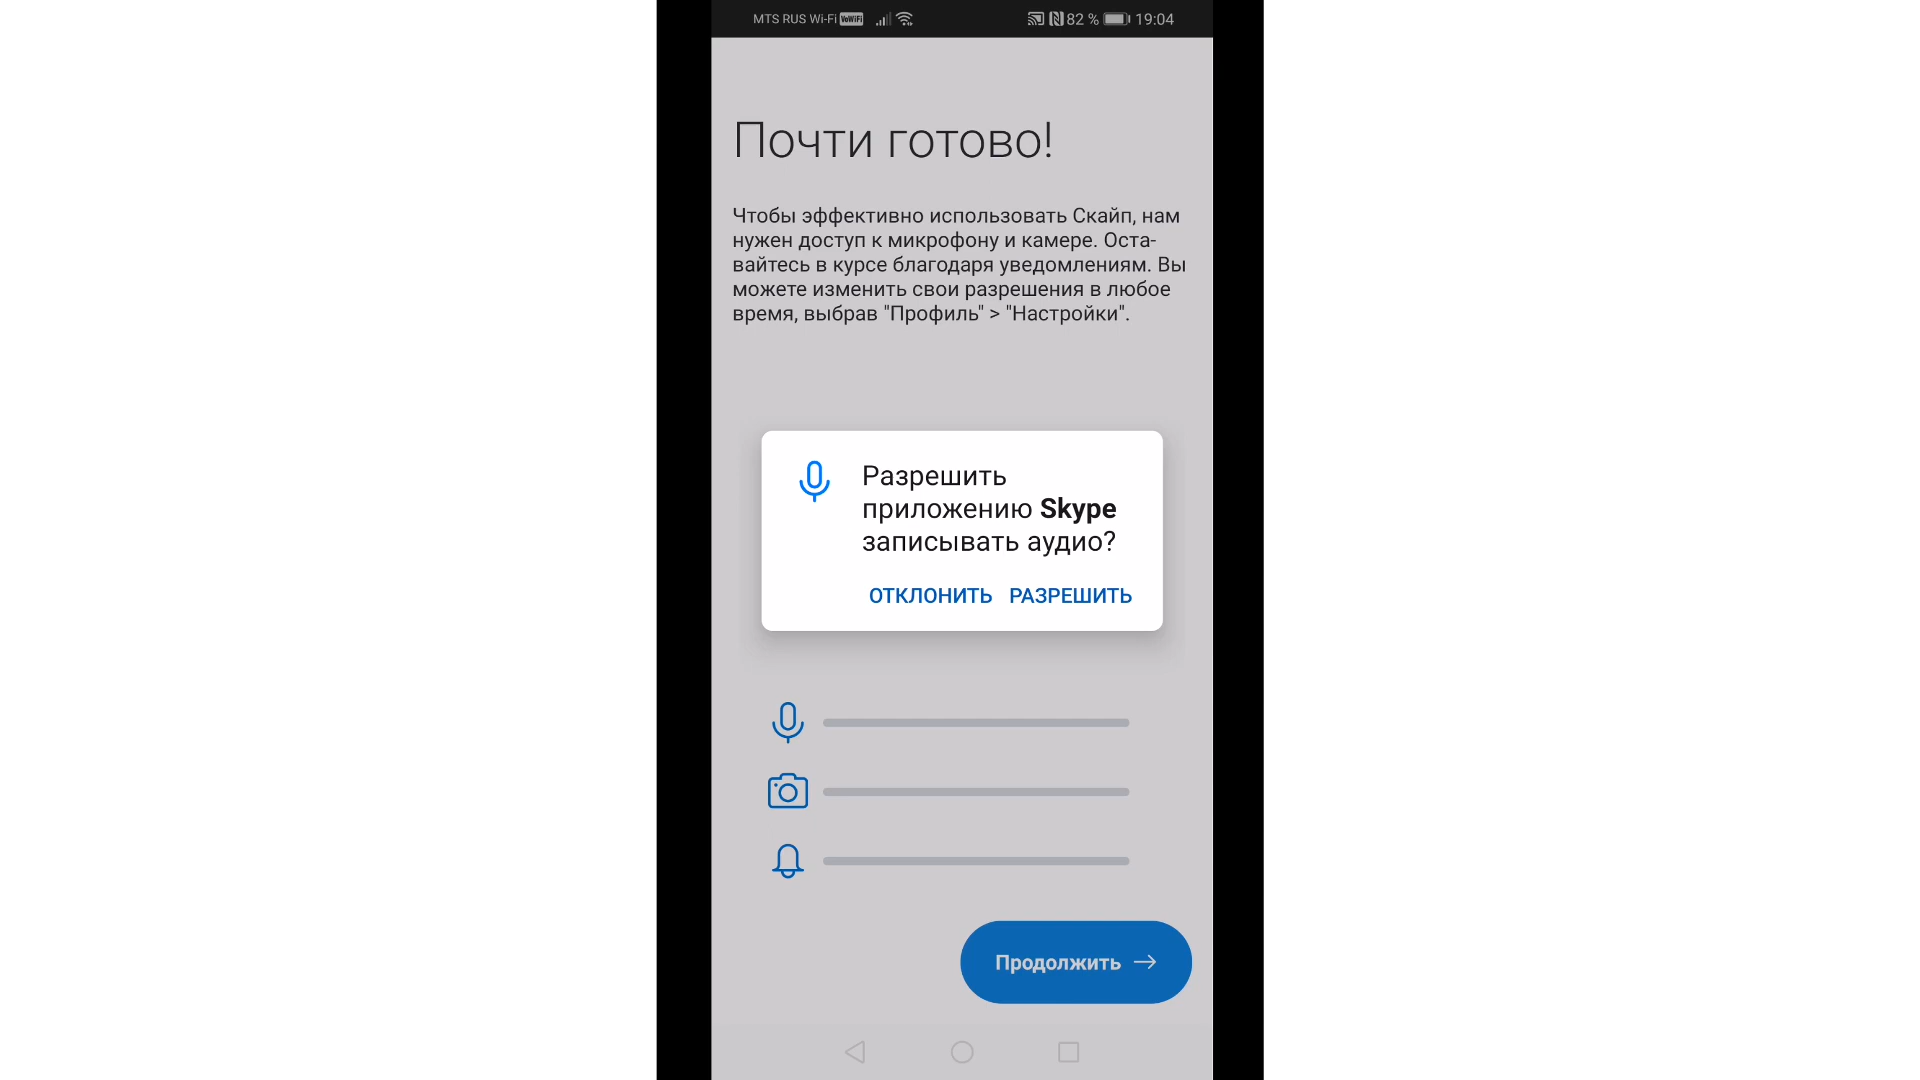 MTS RUS Wi-Fi VoWiFi 82 % 19:04
Почти готово!
Чтобы эффективно использовать Скайп, нам
нужен доступ к микрофону и камере. Оста-
вайтесь в курсе благодаря уведомлениям. Вы
можете изменить свои разрешения в любое
время, выбрав "Профиль" > "Настройки".
Разрешить
приложению Skype
записывать аудио?
ОТКЛОНИТЬ РАЗРЕШИТЬ
Продолжить